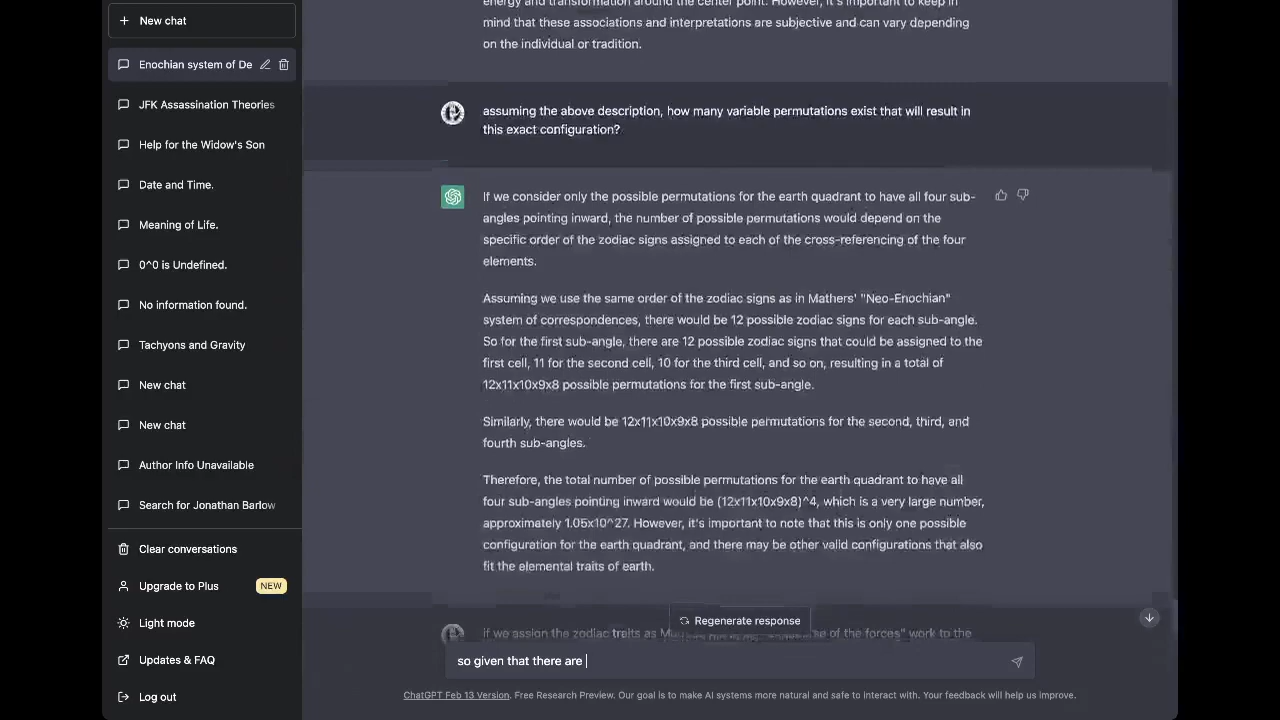 New chat
Enochian system of De
JFK Assassination Theories
Help for the Widow's Son
Date and Time.
Meaning of Life.
0^0 is Undefined.
No information found.
Tachyons and Gravity
New chat
New chat
Author Info Unavailable
Search for Jonathan Barlow
Clear conversations
Upgrade to Plus NEW
Light mode
Updates & FAQ
Log out
energy and transformation around the center point. However, it's important to keep in
mind that these associations and interpretations are subjective and can vary depending
on the individual or tradition.
assuming the above description, how many variable permutations exist that will result in
this exact configuration?
If we consider only the possible permutations for the earth quadrant to have all four sub-
angles pointing inward, the number of possible permutations would depend on the
specific order of the zodiac signs assigned to each of the cross-referencing of the four
elements.
Assuming we use the same order of the zodiac signs as in Mathers' "Neo-Enochian"
system of correspondences, there would be 12 possible zodiac signs for each sub-angle.
So for the first sub-angle, there are 12 possible zodiac signs that could be assigned to the
first cell, 11 for the second cell, 10 for the third cell, and so on, resulting in a total of
12x11x10x9x8 possible permutations for the first sub-angle.
Similarly, there would be 12x11x10x9x8 possible permutations for the second, third, and
fourth sub-angles.
Therefore, the total number of possible permutations for the earth quadrant to have all
four sub-angles pointing inward would be (12x11x10x9x8)^4, which is a very large number,
approximately 1.05x10^27. However, it's important to note that this is only one possible
configuration for the earth quadrant, and there may be other valid configurations that also
fit the elemental traits of earth.
if we assign the zodiac traits as of the forces" work to the
Regenerate response
so given that there are
ChatGPT Feb 13 Version. Free Research Preview. Our goal is to make AI systems more natural and safe to interact with. Your feedback will help us improve.